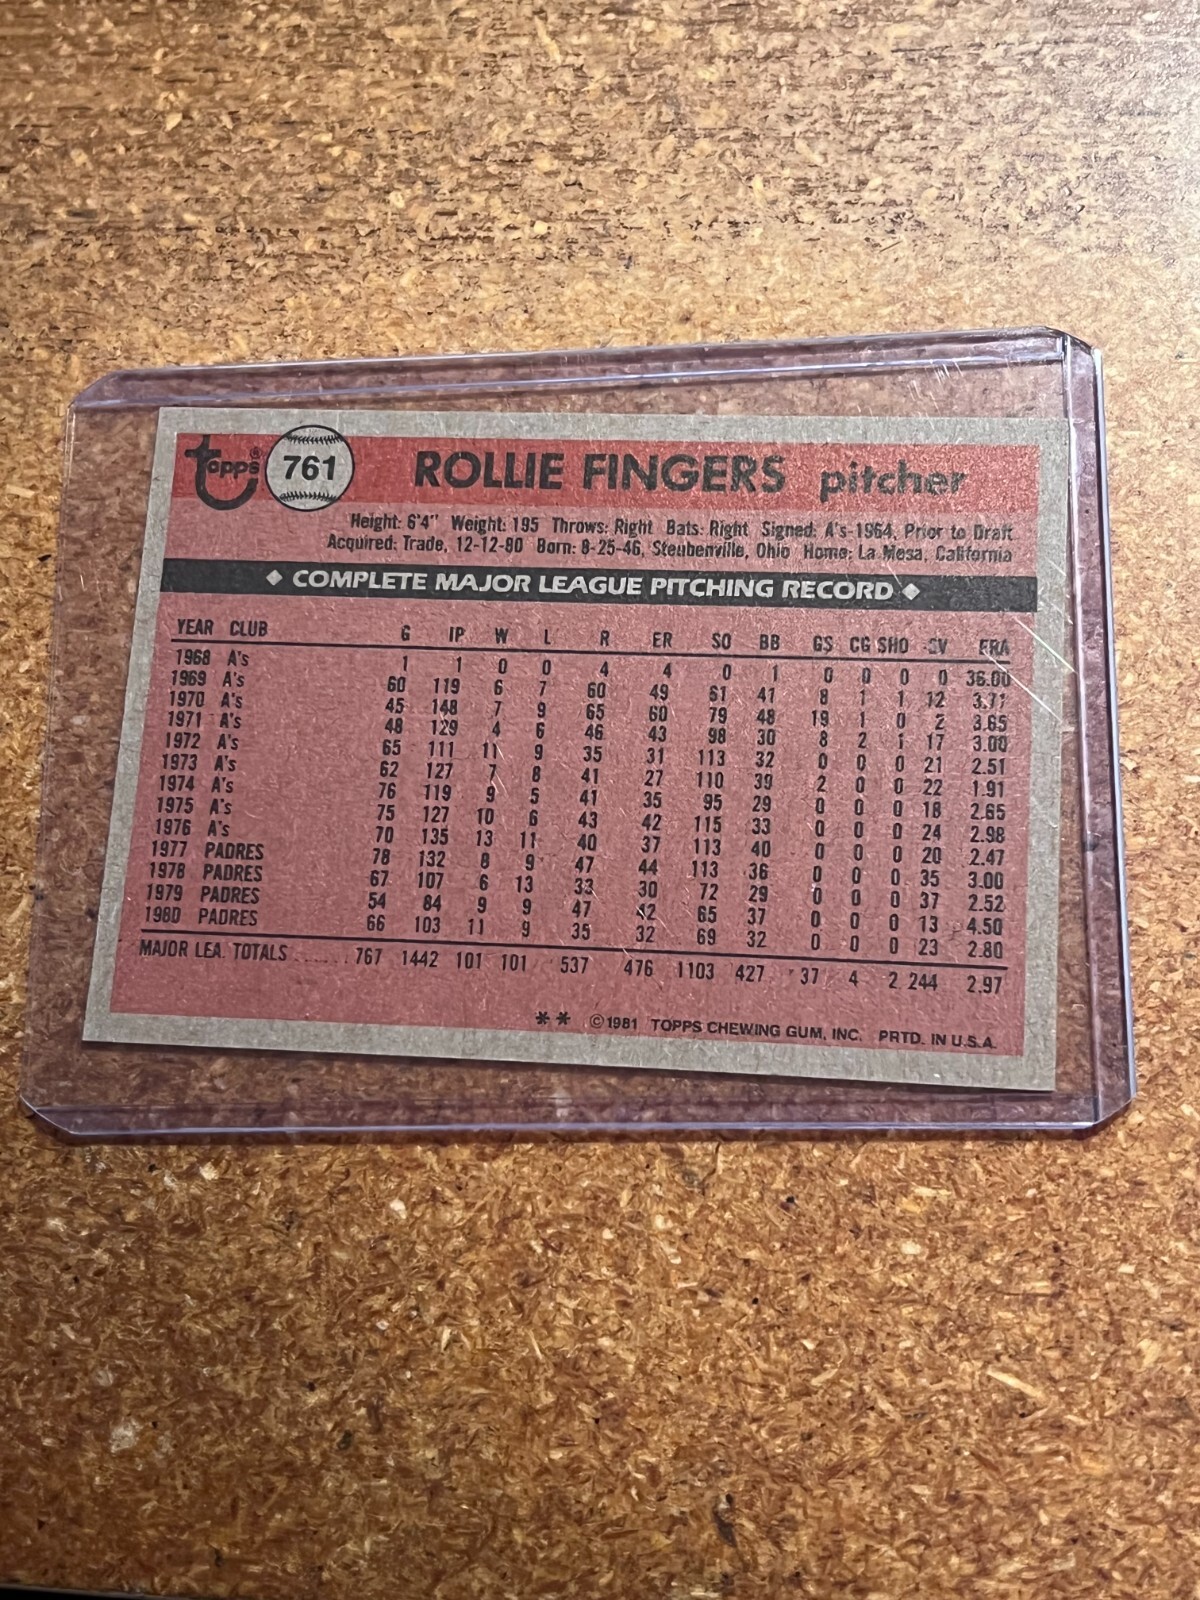 topps® 761 ROLLIE FINGERS pitcher
Height: 6'4" Weight: 195 Throws: Right Bats: Right Signed: A's-1964, Prior to Draft
Acquired: Trade, 12-12-80 Born: 8-25-46, Steubenville, Ohio Home: La Mesa, California
◆ COMPLETE MAJOR LEAGUE PITCHING RECORD ◆
YEAR CLUB G IP W L R ER SO BB GS CG SHO SV ERA
1968 A's 1 1 0 0 4 4 0 1 0 0 0 0 36.00
1969 A's 60 119 6 7 60 49 61 41 8 1 1 12 3.71
1970 A's 45 148 7 9 65 60 79 48 19 1 0 2 3.65
1971 A's 48 129 4 6 46 43 98 30 8 2 1 17 3.00
1972 A's 65 111 11 9 35 31 113 32 0 0 0 21 2.51
1973 A's 62 127 7 8 41 27 110 39 2 0 0 22 1.91
1974 A's 76 119 9 5 41 35 95 29 0 0 0 18 2.65
1975 A's 75 127 10 6 43 42 115 33 0 0 0 24 2.98
1976 A's 70 135 13 11 40 37 113 40 0 0 0 20 2.47
1977 PADRES 78 132 8 9 47 44 113 36 0 0 0 35 3.00
1978 PADRES 67 107 6 13 33 30 72 29 0 0 0 37 2.52
1979 PADRES 54 84 9 9 47 42 65 37 0 0 0 13 4.50
1980 PADRES 66 103 11 9 35 32 69 32 0 0 0 23 2.80
MAJOR LEA. TOTALS ....... 767 1442 101 101 537 476 1103 427 37 4 2 244 2.97
** ©1981 TOPPS CHEWING GUM, INC. PRTD. IN U.S.A.